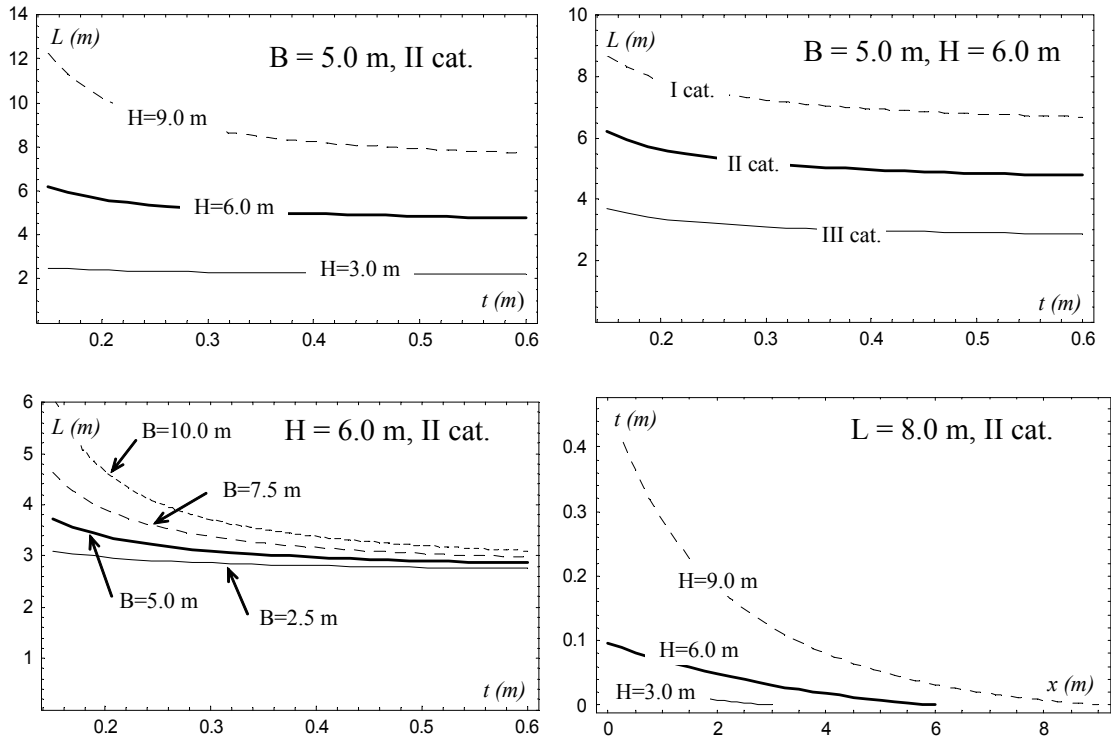 14
12
10
8
6
4
2
L (m)
B = 5.0 m, II cat.
H=9.0 m
H=6.0 m
H=3.0 m
t (m)
0.2 0.3 0.4 0.5 0.6
10
8
6
4
2
L (m)
B = 5.0 m, H = 6.0 m
I cat.
II cat.
III cat.
t (m)
0.2 0.3 0.4 0.5 0.6
6
5
4
3
2
1
L (m)
H = 6.0 m, II cat.
B=10.0 m
B=7.5 m
B=5.0 m
B=2.5 m
t (m)
0.2 0.3 0.4 0.5 0.6
0.4
0.3
0.2
0.1
0
t (m)
L = 8.0 m, II cat.
H=9.0 m
H=6.0 m
H=3.0 m
x (m)
0 2 4 6 8